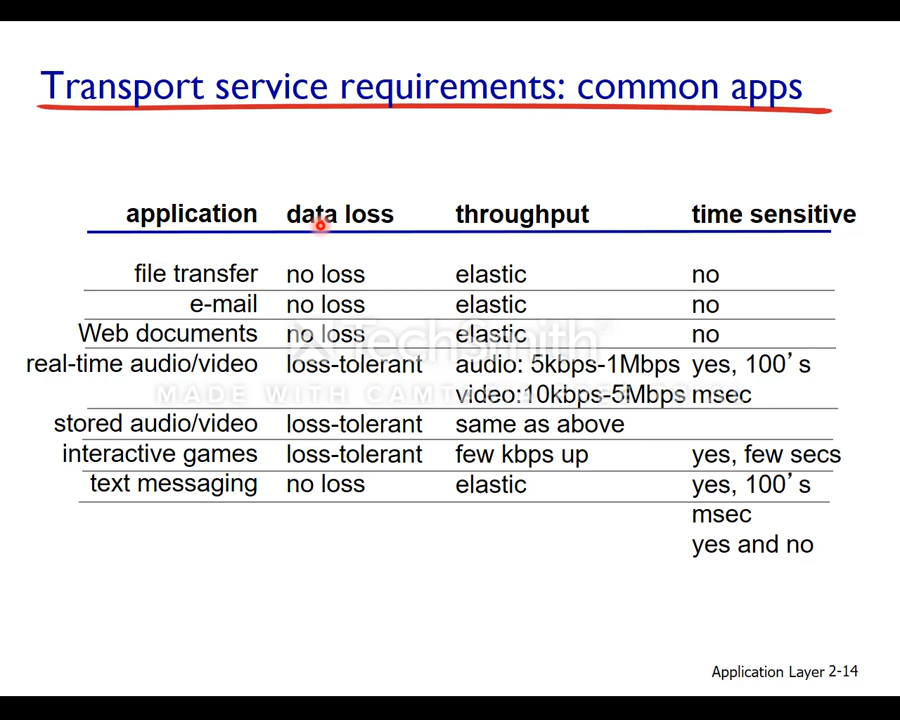 Transport service requirements: common apps
application data loss throughput time sensitive
file transfer no loss elastic no
e-mail no loss elastic no
Web documents no loss elastic no
real-time audio/video loss-tolerant audio: 5kbps-1Mbps yes, 100's
video:10kbps-5Mbps msec
stored audio/video loss-tolerant same as above
interactive games loss-tolerant few kbps up yes, few secs
text messaging no loss elastic yes, 100's
msec
yes and no
TechSmith
MADE WITH CAMTASIA
Application Layer 2-14